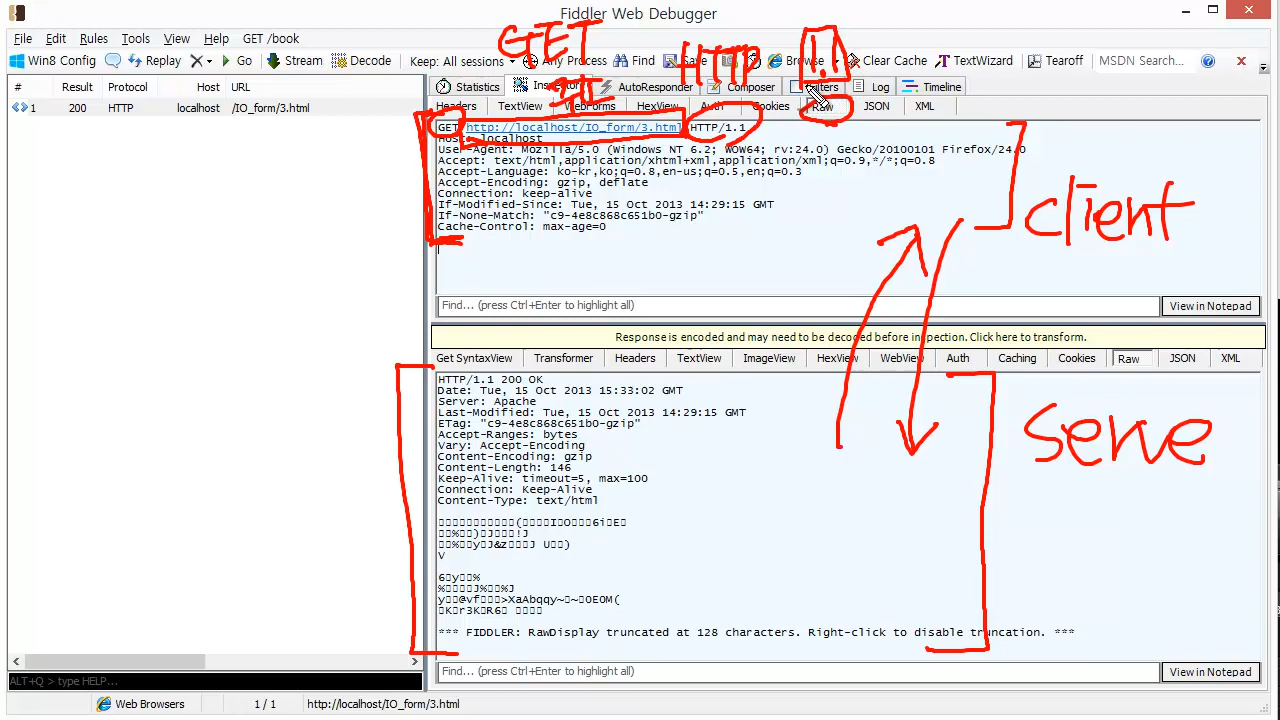 Fiddler Web Debugger
File Edit Rules Tools View Help GET /book
WinConfig Replay Go Stream Decode Keep: All sessions Any Process Find Save Browse Clear Cache TextWizard Tearoff MSDN Search...
GET
HTTP
1.1
# Result Protocol Host URL
1 200 HTTP localhost /IO_form/3.html
Statistics Inspectors AutoResponder Composer Filters Log Timeline
Headers TextView WebForms HexView Auth Cookies Raw JSON XML
GET http://localhost/IO_form/3.html HTTP/1.1
Host: localhost
User-Agent: Mozilla/5.0 (Windows NT 6.2; WOW64; rv:24.0) Gecko/20100101 Firefox/24.0
Accept: text/html,application/xhtml+xml,application/xml;q=0.9,*/*;q=0.8
Accept-Language: ko-kr,ko;q=0.8,en-us;q=0.5,en;q=0.3
Accept-Encoding: gzip, deflate
Connection: keep-alive
If-Modified-Since: Tue, 15 Oct 2013 14:29:15 GMT
If-None-Match: "c9-4e8c868c651b0-gzip"
Cache-Control: max-age=0
client
Find... (press Ctrl+Enter to highlight all) View in Notepad
Response is encoded and may need to be decoded before inspection. Click here to transform.
Get SyntaxView Transformer Headers TextView ImageView HexView WebView Auth Caching Cookies Raw JSON XML
HTTP/1.1 200 OK
Date: Tue, 15 Oct 2013 15:33:02 GMT
Server: Apache
Last-Modified: Tue, 15 Oct 2013 14:29:15 GMT
ETag: "c9-4e8c868c651b0-gzip"
Accept-Ranges: bytes
Vary: Accept-Encoding
Content-Encoding: gzip
Content-Length: 146
Keep-Alive: timeout=5, max=100
Connection: Keep-Alive
Content-Type: text/html
serve
*** FIDDLER: RawDisplay truncated at 128 characters. Right-click to disable truncation. ***
Find... (press Ctrl+Enter to highlight all) View in Notepad
ALT+Q > type HELP...
Web Browsers 1 / 1 http://localhost/IO_form/3.html